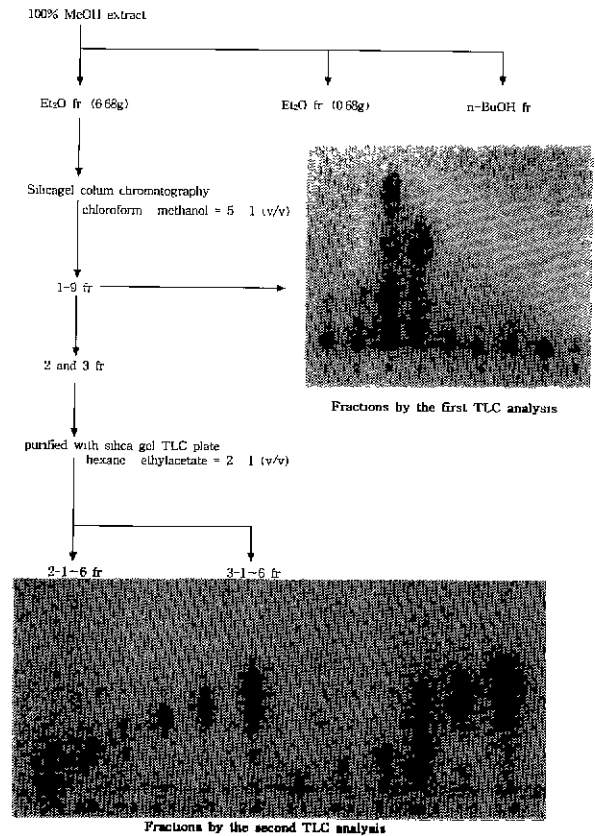 100% MeOH extract
Et₂O fr (6 68g)
Et₂O fr (0 68g)
n-BuOH fr
Silicagel colum chromatography
chloroform methanol = 5 1 (v/v)
1-9 fr
2 and 3 fr
Fractions by the first TLC analysis
purified with silica gel TLC plate
hexane ethylacetate = 2 1 (v/v)
2-1~6 fr
3-1~6 fr
Fractions by the second TLC analysis